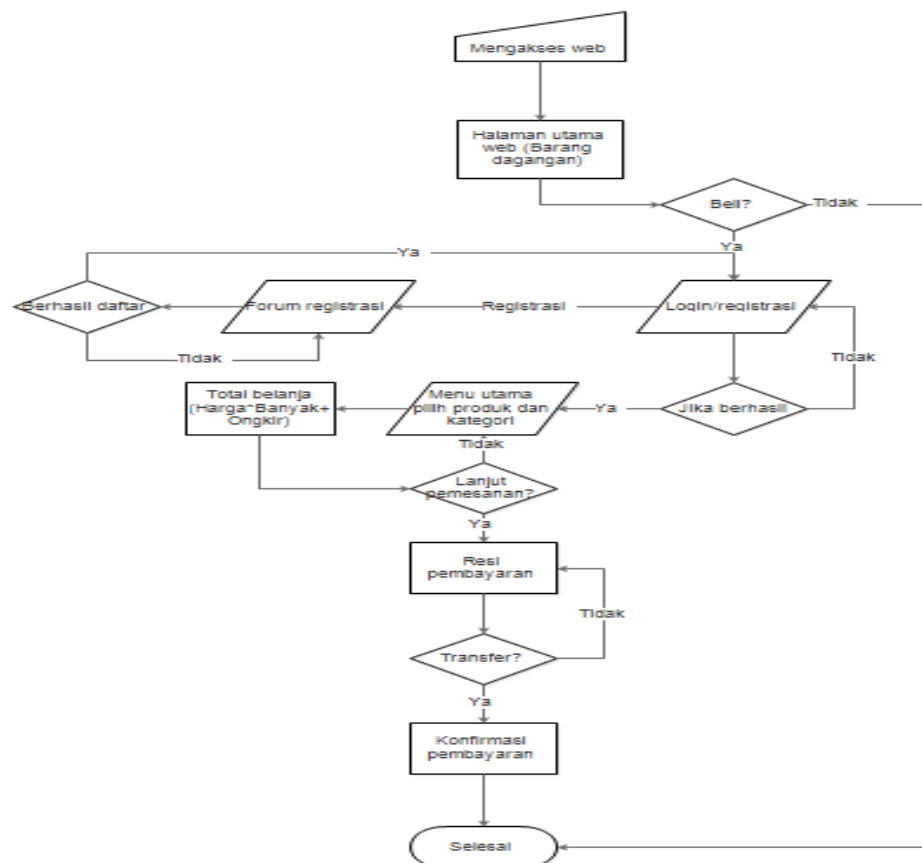 Mengakses web
Halaman utama
web (Barang
dagangan)
Beli?
Tidak
Ya
Ya
Berhasil daftar
Forum registrasi
Registrasi
Login/registrasi
Tidak
Tidak
Total belanja
(Harga*Banyak+
Ongkir)
Menu utama
pilih produk dan
kategori
Ya
Jika berhasil
Tidak
Lanjut
pemesanan?
Ya
Resi
pembayaran
Tidak
Transfer?
Ya
Konfirmasi
pembayaran
Selesai